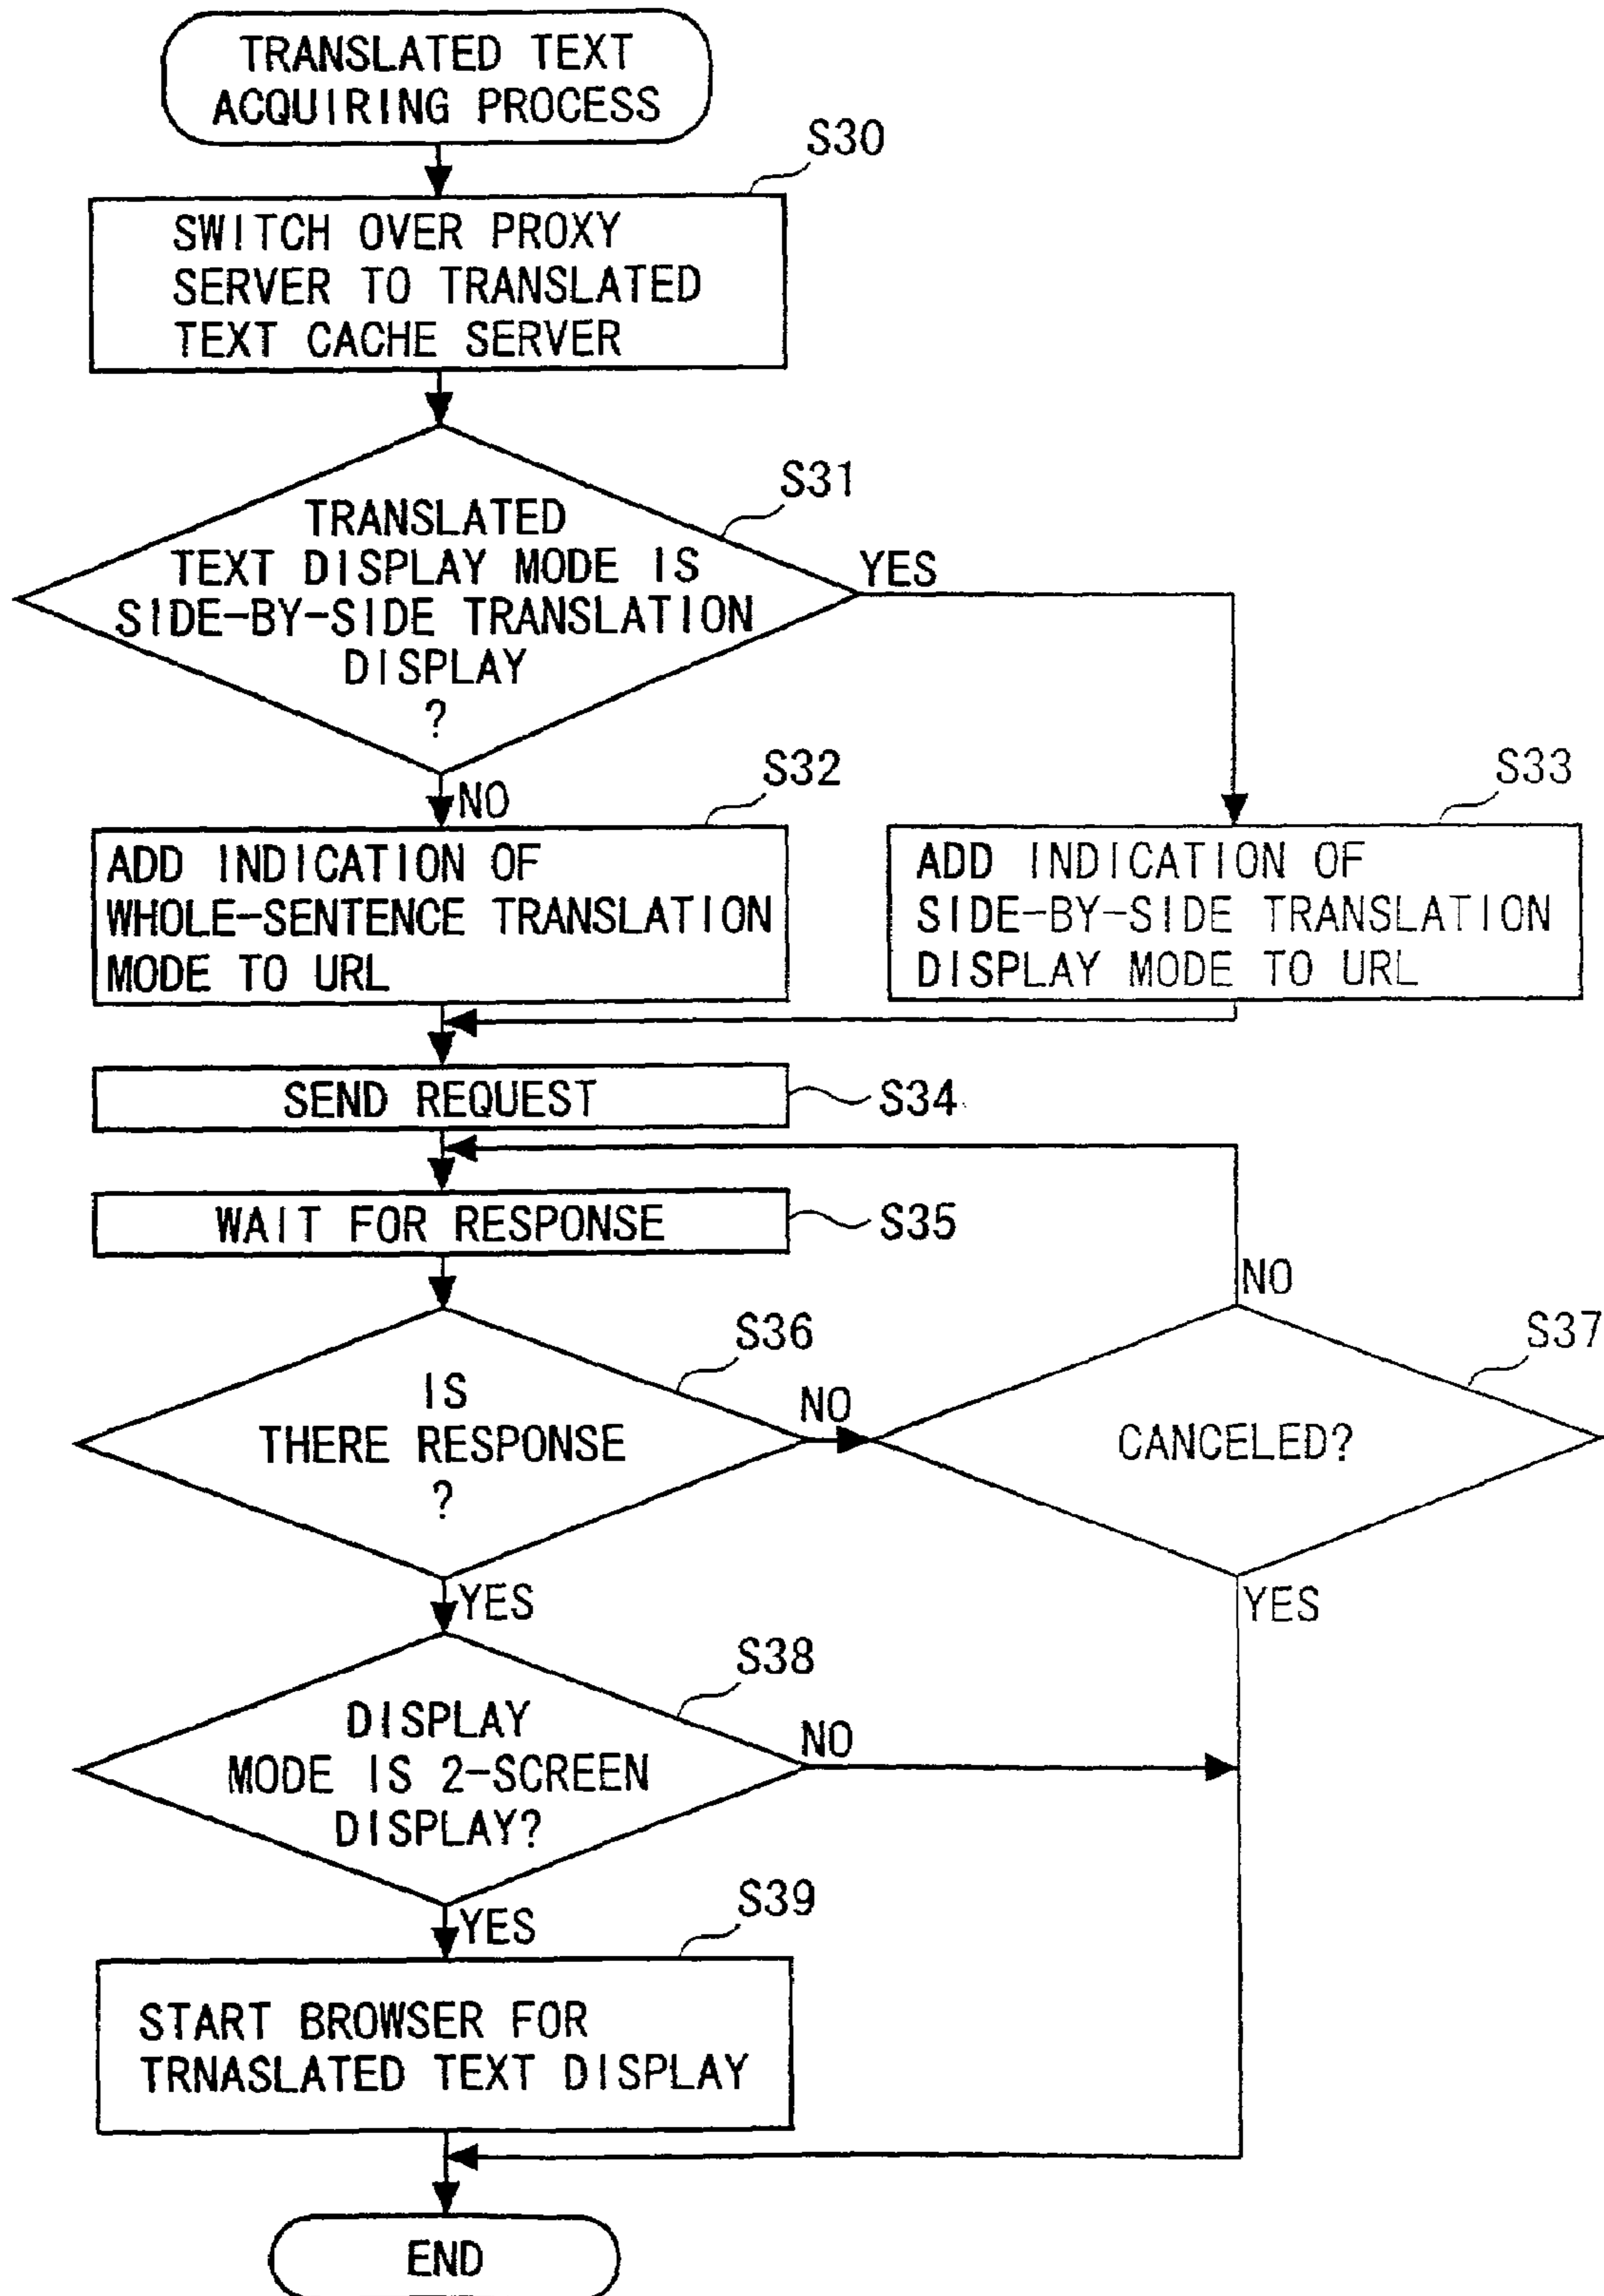 TRANSLATED TEXT
ACQUIRING PROCESS
S30
SWITCH OVER PROXY
SERVER TO TRANSLATED
TEXT CACHE SERVER
S31
TRANSLATED
TEXT DISPLAY MODE IS
SIDE-BY-SIDE TRANSLATION
DISPLAY
?
YES
NO
S32
ADD INDICATION OF
WHOLE-SENTENCE TRANSLATION
MODE TO URL
S33
ADD INDICATION OF
SIDE-BY-SIDE TRANSLATION
DISPLAY MODE TO URL
SEND REQUEST
S34
WAIT FOR RESPONSE
S35
S36
IS
THERE RESPONSE
?
NO
YES
S37
CANCELED?
NO
YES
S38
DISPLAY
MODE IS 2-SCREEN
DISPLAY?
NO
YES
S39
START BROWSER FOR
TRNASLATED TEXT DISPLAY
END